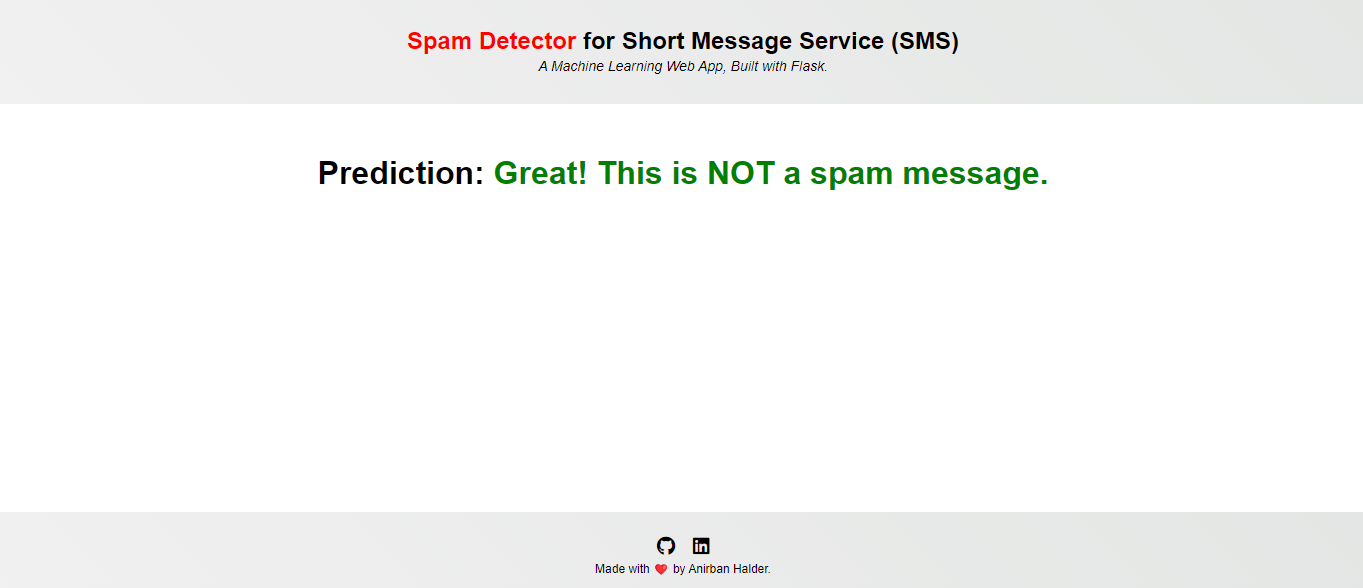 Spam Detector for Short Message Service (SMS)
A Machine Learning Web App, Built with Flask.
Prediction: Great! This is NOT a spam message.
Made with ❤️ by Anirban Halder.